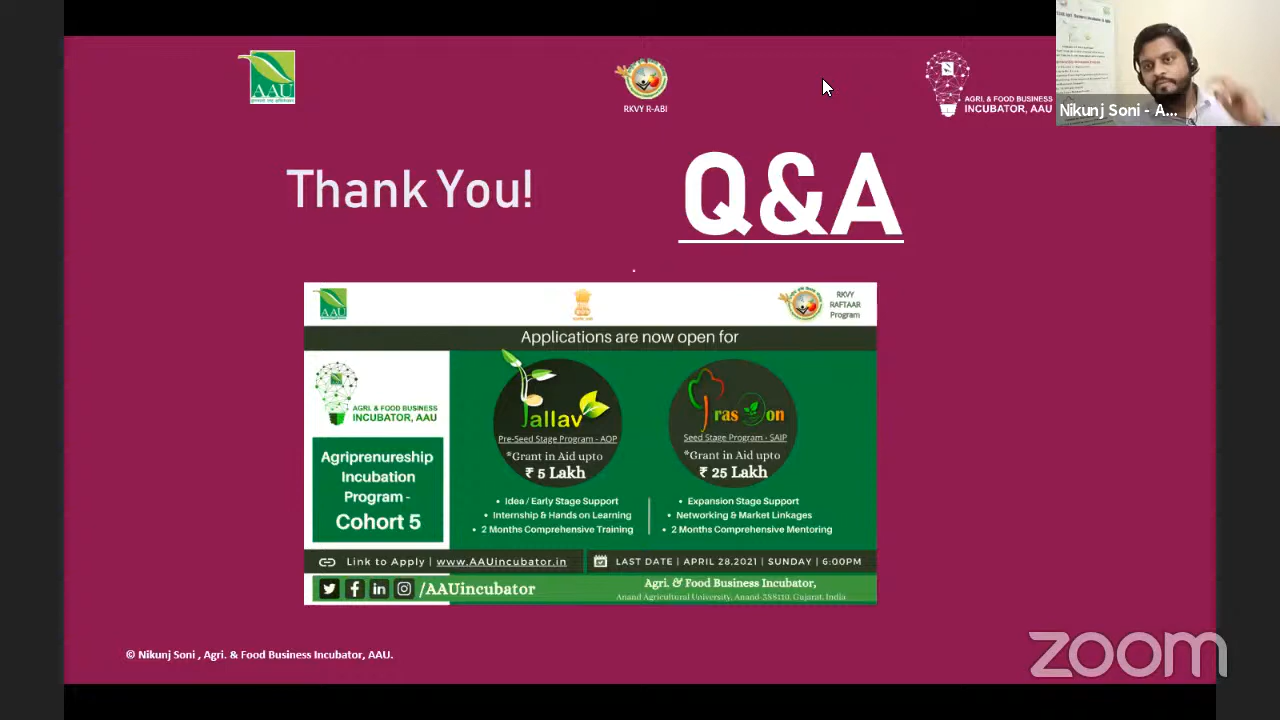 AAU
RKVY R-ABI
AGRI. & FOOD BUSINESS
INCUBATOR, AAU
Nikunj Soni - A...
Thank You!
Q&A
AAU
RKVY
RAFTAAR
Program
Applications are now open for
AGRI. & FOOD BUSINESS
INCUBATOR, AAU
Agriprenureship
Incubation
Program -
Cohort 5
allav
Pre-Seed Stage Program - AOP
*Grant in Aid upto
₹ 5 Lakh
• Idea / Early Stage Support
• Internship & Hands on Learning
• 2 Months Comprehensive Training
ras on
Seed Stage Program - SAIP
*Grant in Aid upto
₹ 25 Lakh
• Expansion Stage Support
• Networking & Market Linkages
• 2 Months Comprehensive Mentoring
Link to Apply | www.AAUincubator.in
LAST DATE | APRIL 28.2021 | SUNDAY | 6:00PM
/AAUincubator
Agri. & Food Business Incubator,
Anand Agricultural University, Anand-388110, Gujarat, India
© Nikunj Soni , Agri. & Food Business Incubator, AAU.
zoom